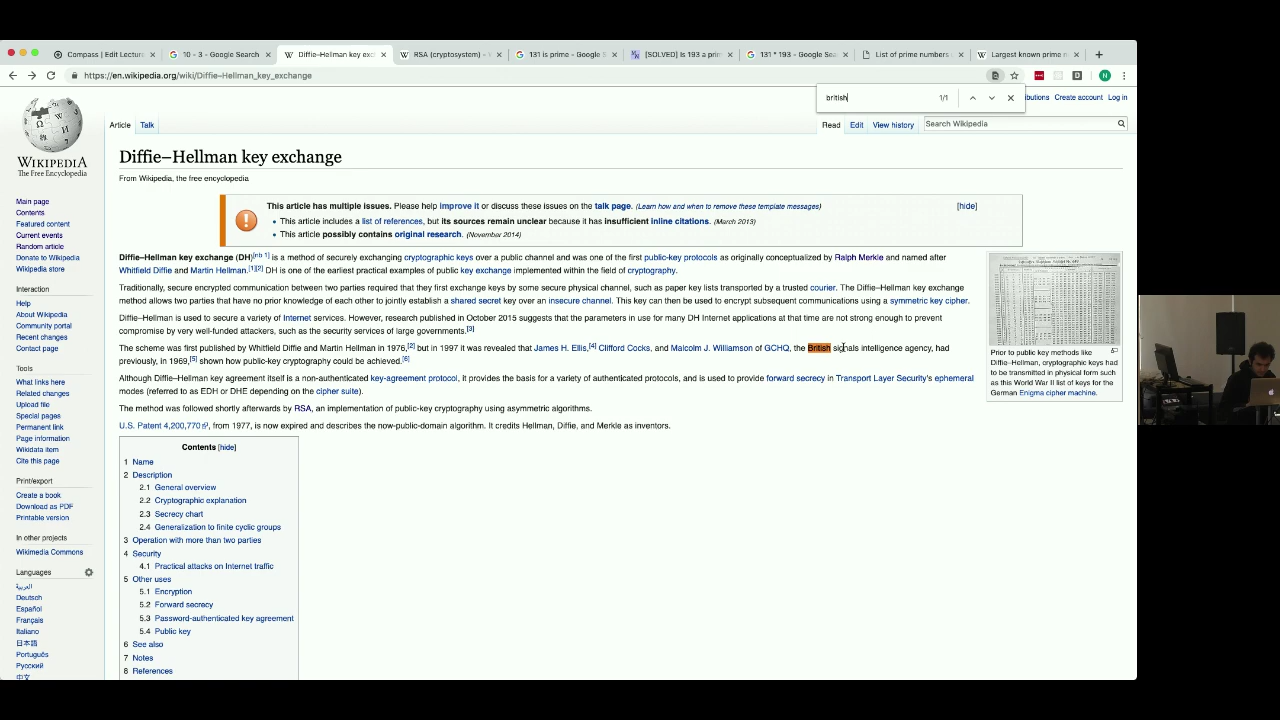 Compass | Edit Lectur
10 - 3 - Google Search
Diffie–Hellman key exc
RSA (cryptosystem) -
131 is prime - Google S
[SOLVED] Is 193 a prim
131 * 193 - Google Sea
List of prime numbers
Largest known prime n
https://en.wikipedia.org/wiki/Diffie–Hellman_key_exchange
british
1/1
ibutions Create account Log in
WIKIPEDIA
The Free Encyclopedia
Article Talk
Read Edit View history
Search Wikipedia
Main page
Contents
Featured content
Current events
Random article
Donate to Wikipedia
Wikipedia store
Interaction
Help
About Wikipedia
Community portal
Recent changes
Contact page
Tools
What links here
Related changes
Upload file
Special pages
Permanent link
Page information
Wikidata item
Cite this page
Print/export
Create a book
Download as PDF
Printable version
In other projects
Wikimedia Commons
Languages
العربية
Deutsch
Español
Français
Italiano
日本語
Português
Русский
中文
Diffie–Hellman key exchange
From Wikipedia, the free encyclopedia
This article has multiple issues. Please help improve it or discuss these issues on the talk page. (Learn how and when to remove these template messages)
[hide]
• This article includes a list of references, but its sources remain unclear because it has insufficient inline citations. (March 2013)
• This article possibly contains original research. (November 2014)
Diffie–Hellman key exchange (DH)[nb 1] is a method of securely exchanging cryptographic keys over a public channel and was one of the first public-key protocols as originally conceptualized by Ralph Merkle and named after
Whitfield Diffie and Martin Hellman.[1][2] DH is one of the earliest practical examples of public key exchange implemented within the field of cryptography.
Traditionally, secure encrypted communication between two parties required that they first exchange keys by some secure physical channel, such as paper key lists transported by a trusted courier. The Diffie–Hellman key exchange
method allows two parties that have no prior knowledge of each other to jointly establish a shared secret key over an insecure channel. This key can then be used to encrypt subsequent communications using a symmetric key cipher.
Diffie–Hellman is used to secure a variety of Internet services. However, research published in October 2015 suggests that the parameters in use for many DH Internet applications at that time are not strong enough to prevent
compromise by very well-funded attackers, such as the security services of large governments.[3]
The scheme was first published by Whitfield Diffie and Martin Hellman in 1976,[2] but in 1997 it was revealed that James H. Ellis,[4] Clifford Cocks, and Malcolm J. Williamson of GCHQ, the British signals intelligence agency, had
previously, in 1969,[5] shown how public-key cryptography could be achieved.[6]
Although Diffie–Hellman key agreement itself is a non-authenticated key-agreement protocol, it provides the basis for a variety of authenticated protocols, and is used to provide forward secrecy in Transport Layer Security's ephemeral
modes (referred to as EDH or DHE depending on the cipher suite).
The method was followed shortly afterwards by RSA, an implementation of public-key cryptography using asymmetric algorithms.
U.S. Patent 4,200,770, from 1977, is now expired and describes the now-public-domain algorithm. It credits Hellman, Diffie, and Merkle as inventors.
Contents [hide]
1 Name
2 Description
2.1 General overview
2.2 Cryptographic explanation
2.3 Secrecy chart
2.4 Generalization to finite cyclic groups
3 Operation with more than two parties
4 Security
4.1 Practical attacks on Internet traffic
5 Other uses
5.1 Encryption
5.2 Forward secrecy
5.3 Password-authenticated key agreement
5.4 Public key
6 See also
7 Notes
8 References
Prior to public key methods like
Diffie–Hellman, cryptographic keys had
to be transmitted in physical form such
as this World War II list of keys for the
German Enigma cipher machine.